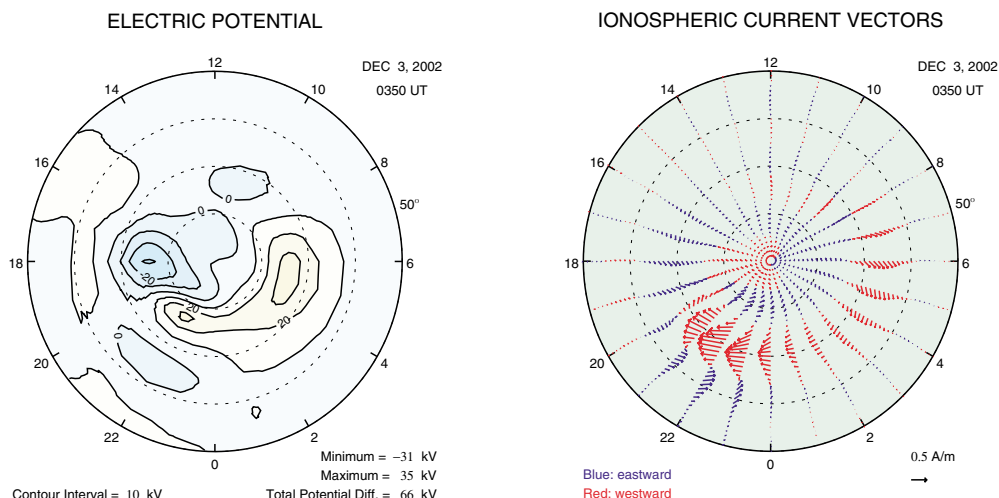 ELECTRIC POTENTIAL
DEC 3, 2002
0350 UT
12
14
10
16
8
50°
18
6
20
4
22
2
0
0
0
-20
20
20
0
Minimum = −31 kV
Maximum = 35 kV
Contour Interval = 10 kV
Total Potential Diff. = 66 kV
IONOSPHERIC CURRENT VECTORS
DEC 3, 2002
0350 UT
12
14
10
16
8
50°
18
6
20
4
22
2
0
0.5 A/m
Blue: eastward
Red: westward